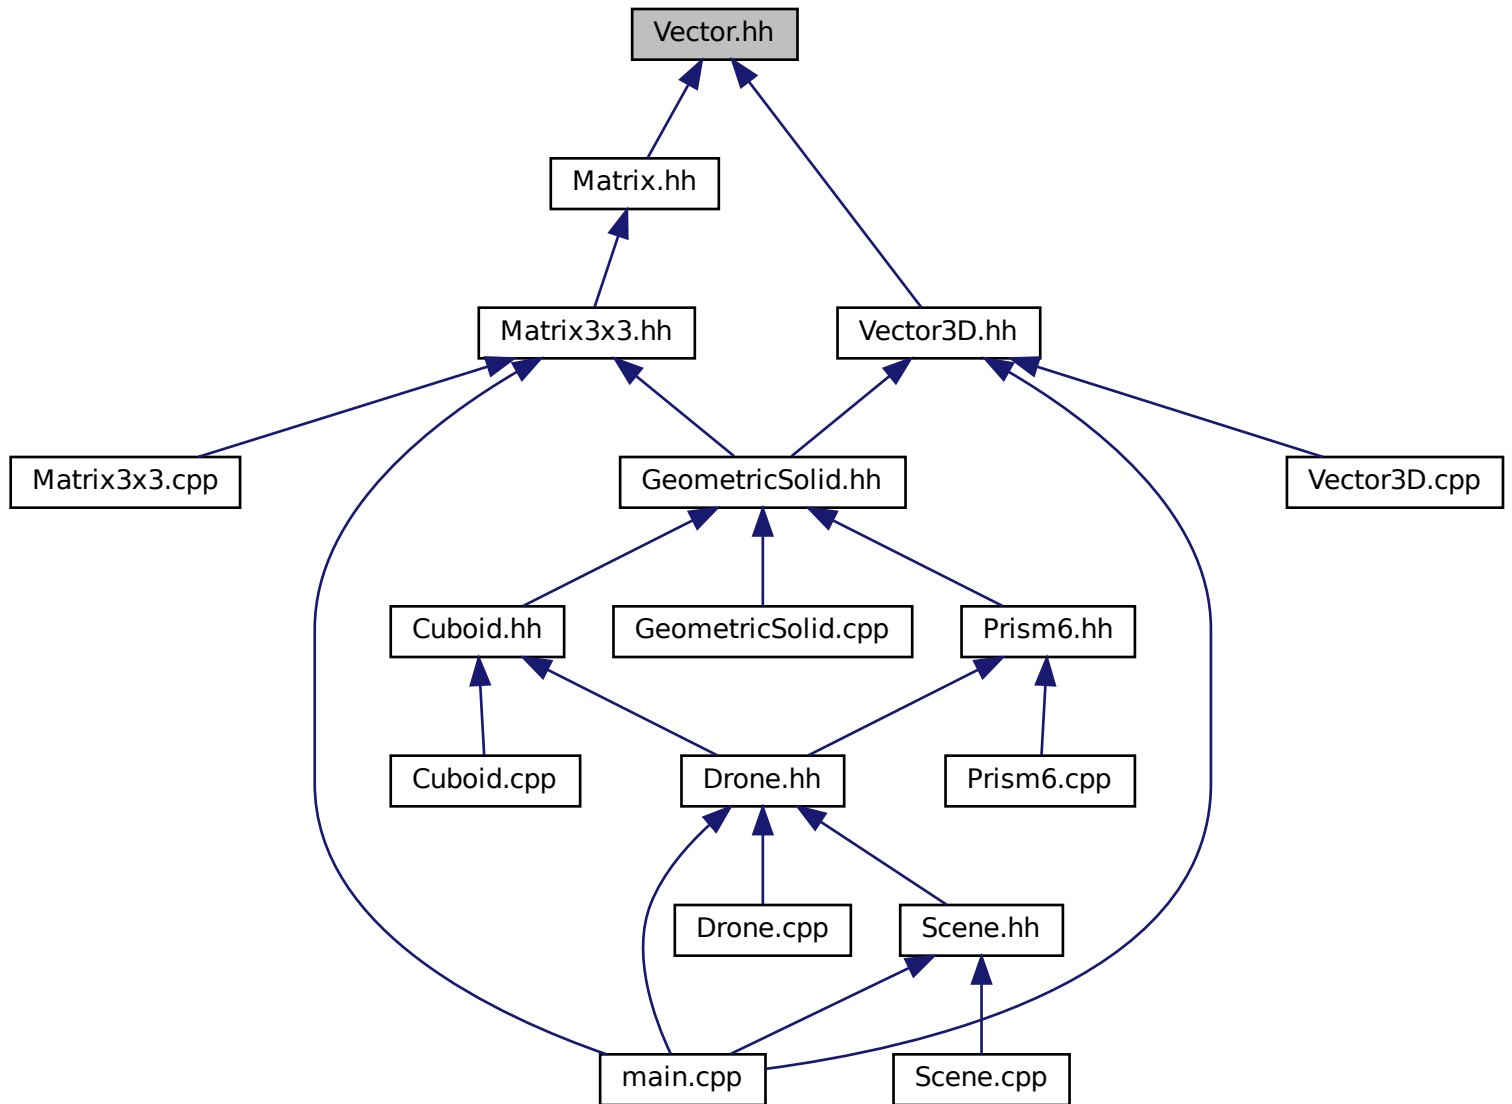 Vector.hh
Matrix.hh
Matrix3x3.hh
Vector3D.hh
Matrix3x3.cpp
GeometricSolid.hh
Vector3D.cpp
Cuboid.hh
GeometricSolid.cpp
Prism6.hh
Cuboid.cpp
Drone.hh
Prism6.cpp
Drone.cpp
Scene.hh
main.cpp
Scene.cpp